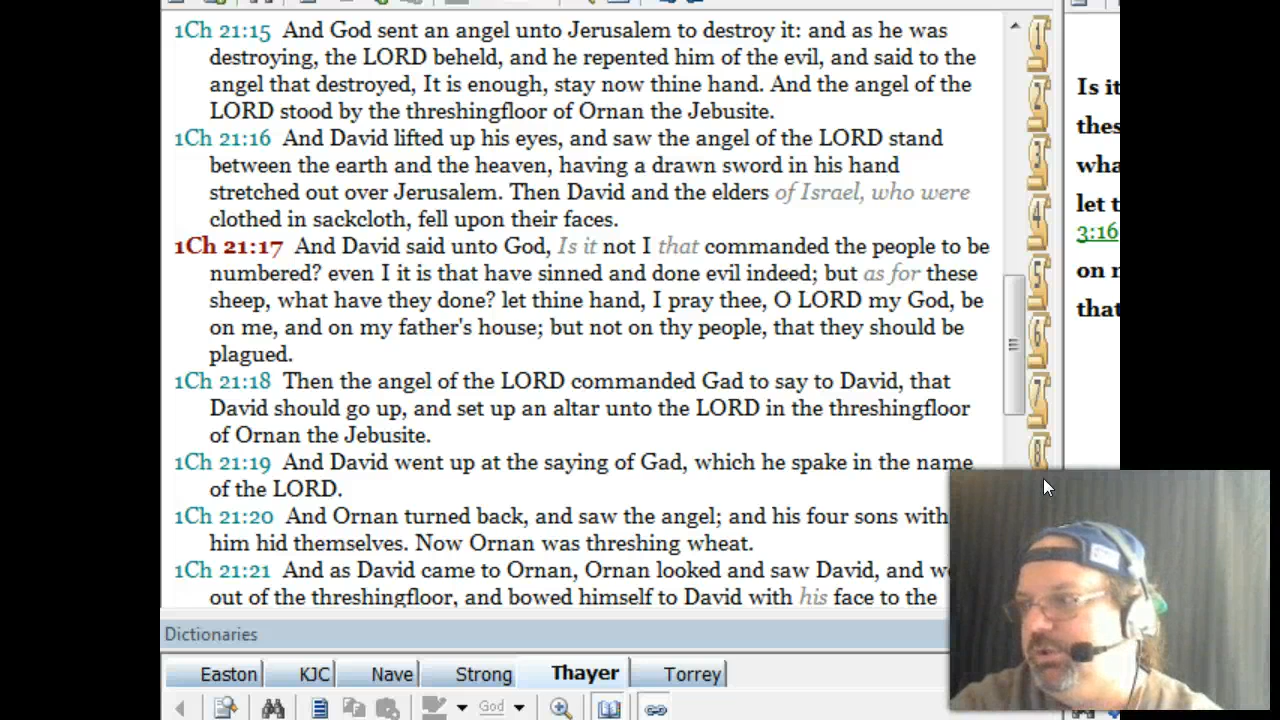 1Ch 21:15 And God sent an angel unto Jerusalem to destroy it: and as he was
destroying, the LORD beheld, and he repented him of the evil, and said to the
angel that destroyed, It is enough, stay now thine hand. And the angel of the
LORD stood by the threshingfloor of Ornan the Jebusite.
1Ch 21:16 And David lifted up his eyes, and saw the angel of the LORD stand
between the earth and the heaven, having a drawn sword in his hand
stretched out over Jerusalem. Then David and the elders of Israel, who were
clothed in sackcloth, fell upon their faces.
1Ch 21:17 And David said unto God, Is it not I that commanded the people to be
numbered? even I it is that have sinned and done evil indeed; but as for these
sheep, what have they done? let thine hand, I pray thee, O LORD my God, be
on me, and on my father's house; but not on thy people, that they should be
plagued.
1Ch 21:18 Then the angel of the LORD commanded Gad to say to David, that
David should go up, and set up an altar unto the LORD in the threshingfloor
of Ornan the Jebusite.
1Ch 21:19 And David went up at the saying of Gad, which he spake in the name
of the LORD.
1Ch 21:20 And Ornan turned back, and saw the angel; and his four sons with
him hid themselves. Now Ornan was threshing wheat.
1Ch 21:21 And as David came to Ornan, Ornan looked and saw David, and
out of the threshingfloor, and bowed himself to David with his face to the
Dictionaries
Easton KJC Nave Strong Thayer Torrey
God
1
2
3
4
5
6
7
8
Is it
let
3:16
on